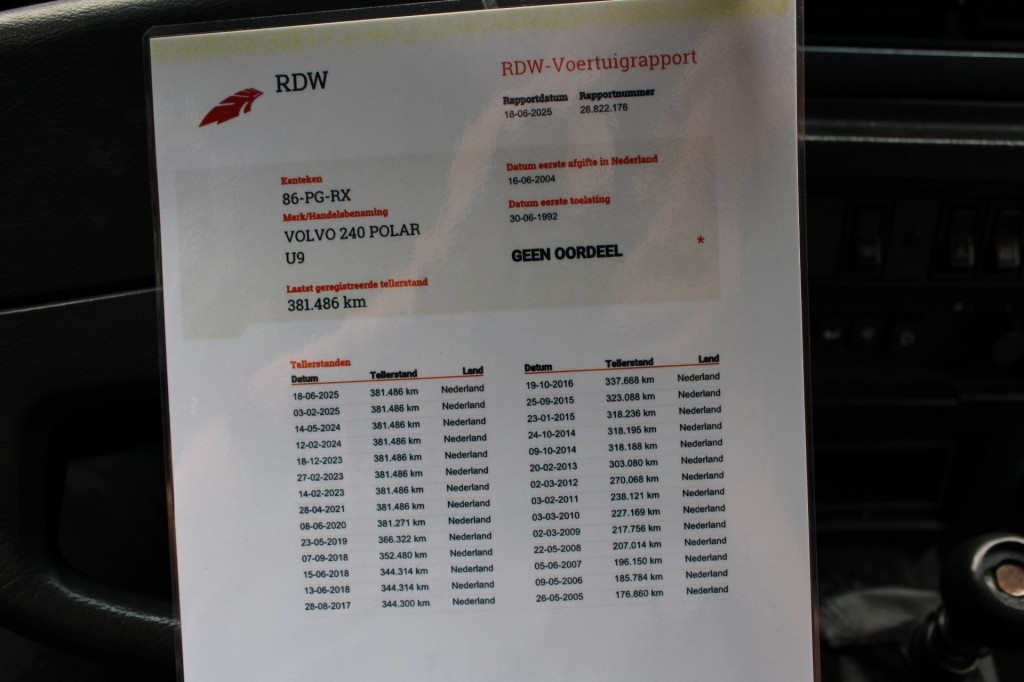 RDW
RDW-Voertuigrapport
Rapportdatum Rapportnummer
18-06-2025 28.822.176
Kenteken
86-PG-RX
Merk/Handelsbenaming
VOLVO 240 POLAR
U9
Laatst geregistreerde tellerstand
381.486 km
Datum eerste afgifte in Nederland
16-06-2004
Datum eerste toelating
30-06-1992
GEEN OORDEEL *
Tellerstanden
Datum Tellerstand Land
18-06-2025 381.486 km Nederland
03-02-2025 381.486 km Nederland
14-05-2024 381.486 km Nederland
12-02-2024 381.486 km Nederland
18-12-2023 381.486 km Nederland
27-02-2023 381.486 km Nederland
14-02-2023 381.486 km Nederland
28-04-2021 381.486 km Nederland
08-06-2020 381.271 km Nederland
23-05-2019 366.322 km Nederland
07-09-2018 352.480 km Nederland
15-06-2018 344.314 km Nederland
13-06-2018 344.314 km Nederland
28-08-2017 344.300 km Nederland
Datum Tellerstand Land
19-10-2016 337.668 km Nederland
25-09-2015 323.088 km Nederland
23-01-2015 318.236 km Nederland
24-10-2014 318.195 km Nederland
09-10-2014 318.188 km Nederland
20-02-2013 303.080 km Nederland
02-03-2012 270.068 km Nederland
03-02-2011 238.121 km Nederland
03-03-2010 227.169 km Nederland
02-03-2009 217.756 km Nederland
22-05-2008 207.014 km Nederland
05-06-2007 196.150 km Nederland
09-05-2006 185.784 km Nederland
26-05-2005 176.860 km Nederland